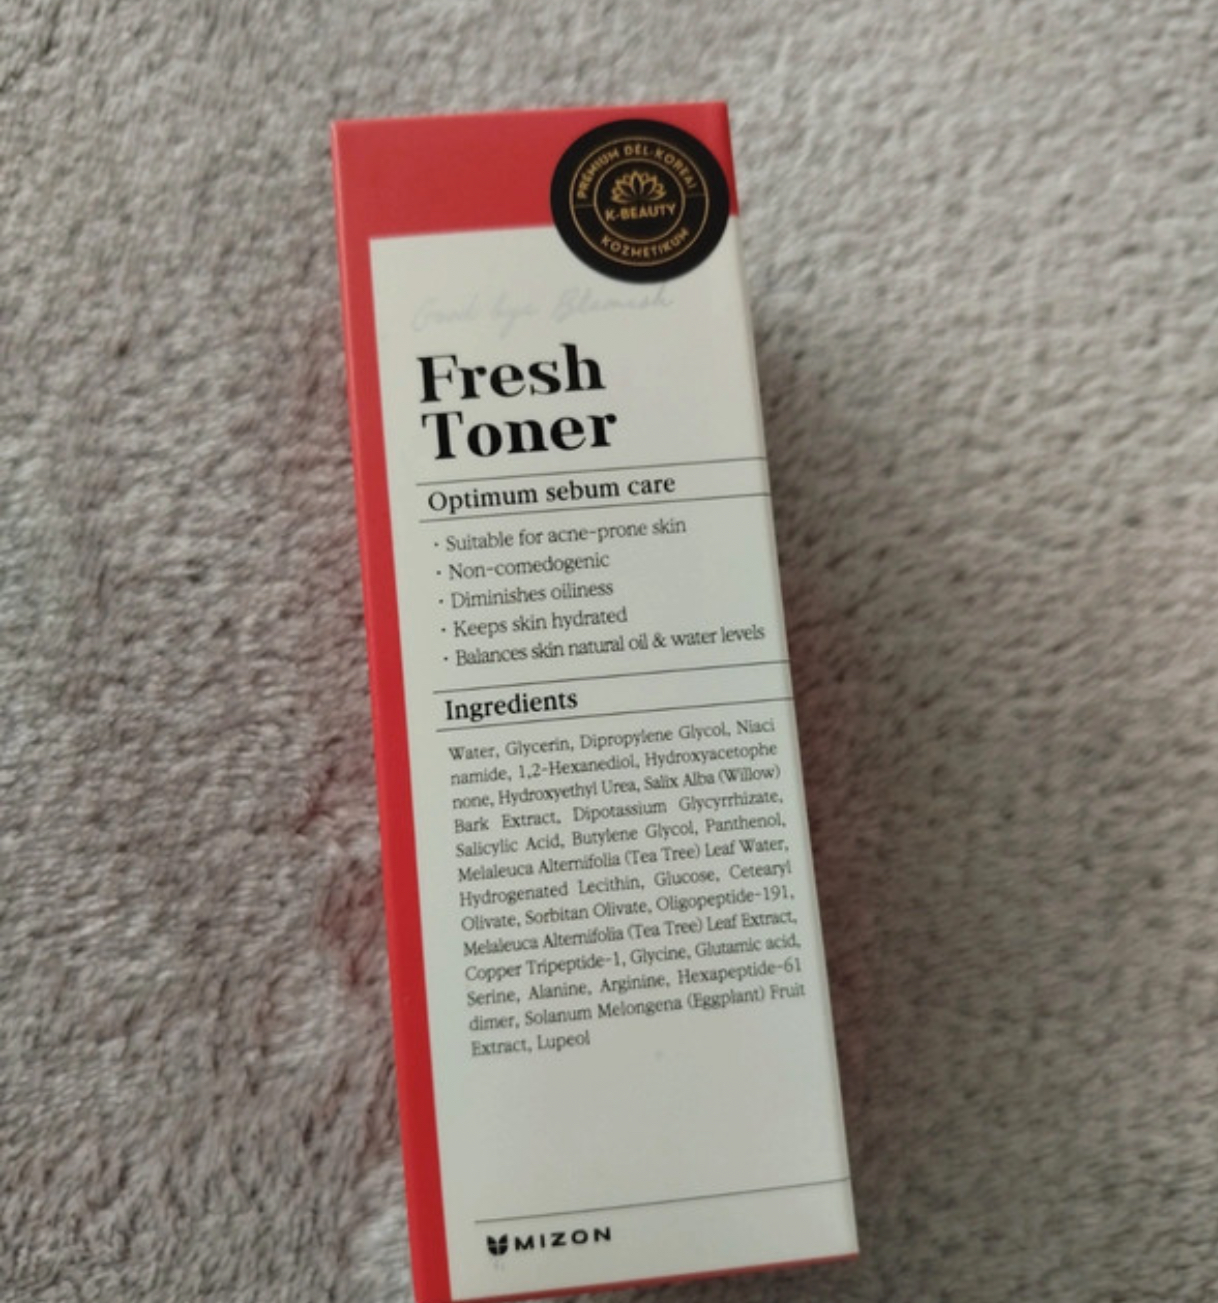 PREMIUM DÉL-KOREAI
K-BEAUTY
KOZMETIKUM
Good bye Blemish
Fresh
Toner
Optimum sebum care
· Suitable for acne-prone skin
· Non-comedogenic
· Diminishes oiliness
· Keeps skin hydrated
· Balances skin natural oil & water levels
Ingredients
Water, Glycerin, Dipropylene Glycol, Niaci
namide, 1,2-Hexanediol, Hydroxyacetophe
none, Hydroxyethyl Urea, Salix Alba (Willow)
Bark Extract, Dipotassium Glycyrrhizate,
Salicylic Acid, Butylene Glycol, Panthenol,
Melaleuca Alternifolia (Tea Tree) Leaf Water,
Hydrogenated Lecithin, Glucose, Cetearyl
Olivate, Sorbitan Olivate, Oligopeptide-191,
Melaleuca Alternifolia (Tea Tree) Leaf Extract,
Copper Tripeptide-1, Glycine, Glutamic acid,
Serine, Alanine, Arginine, Hexapeptide-61
dimer, Solanum Melongena (Eggplant) Fruit
Extract, Lupeol
MIZON